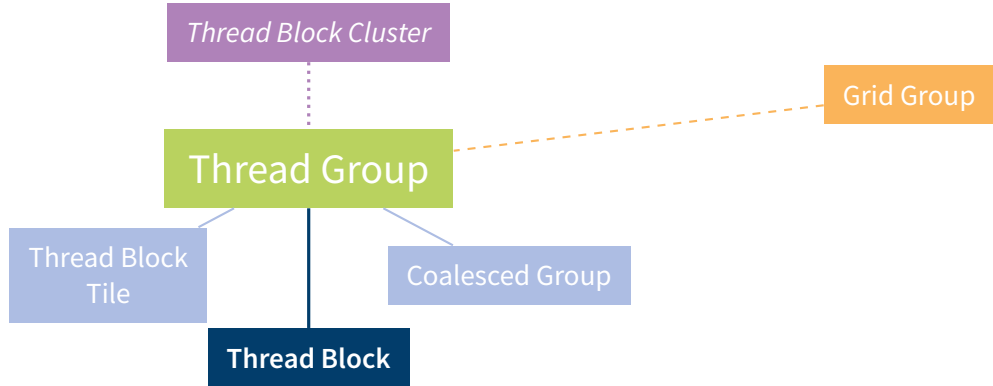 Thread Block Cluster
Grid Group
Thread Group
Thread Block
Tile
Coalesced Group
Thread Block